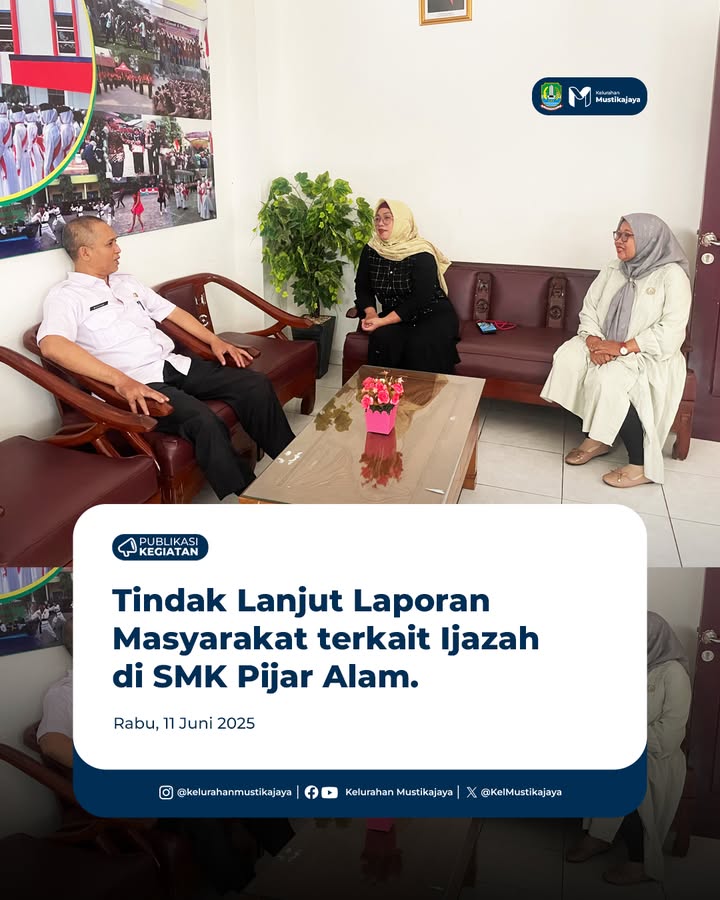 Kelurahan
Mustikajaya
PUBLIKASI
KEGIATAN
Tindak Lanjut Laporan
Masyarakat terkait Ijazah
di SMK Pijar Alam.
Rabu, 11 Juni 2025
@kelurahanmustikajaya | Kelurahan Mustikajaya | @KelMustikajaya